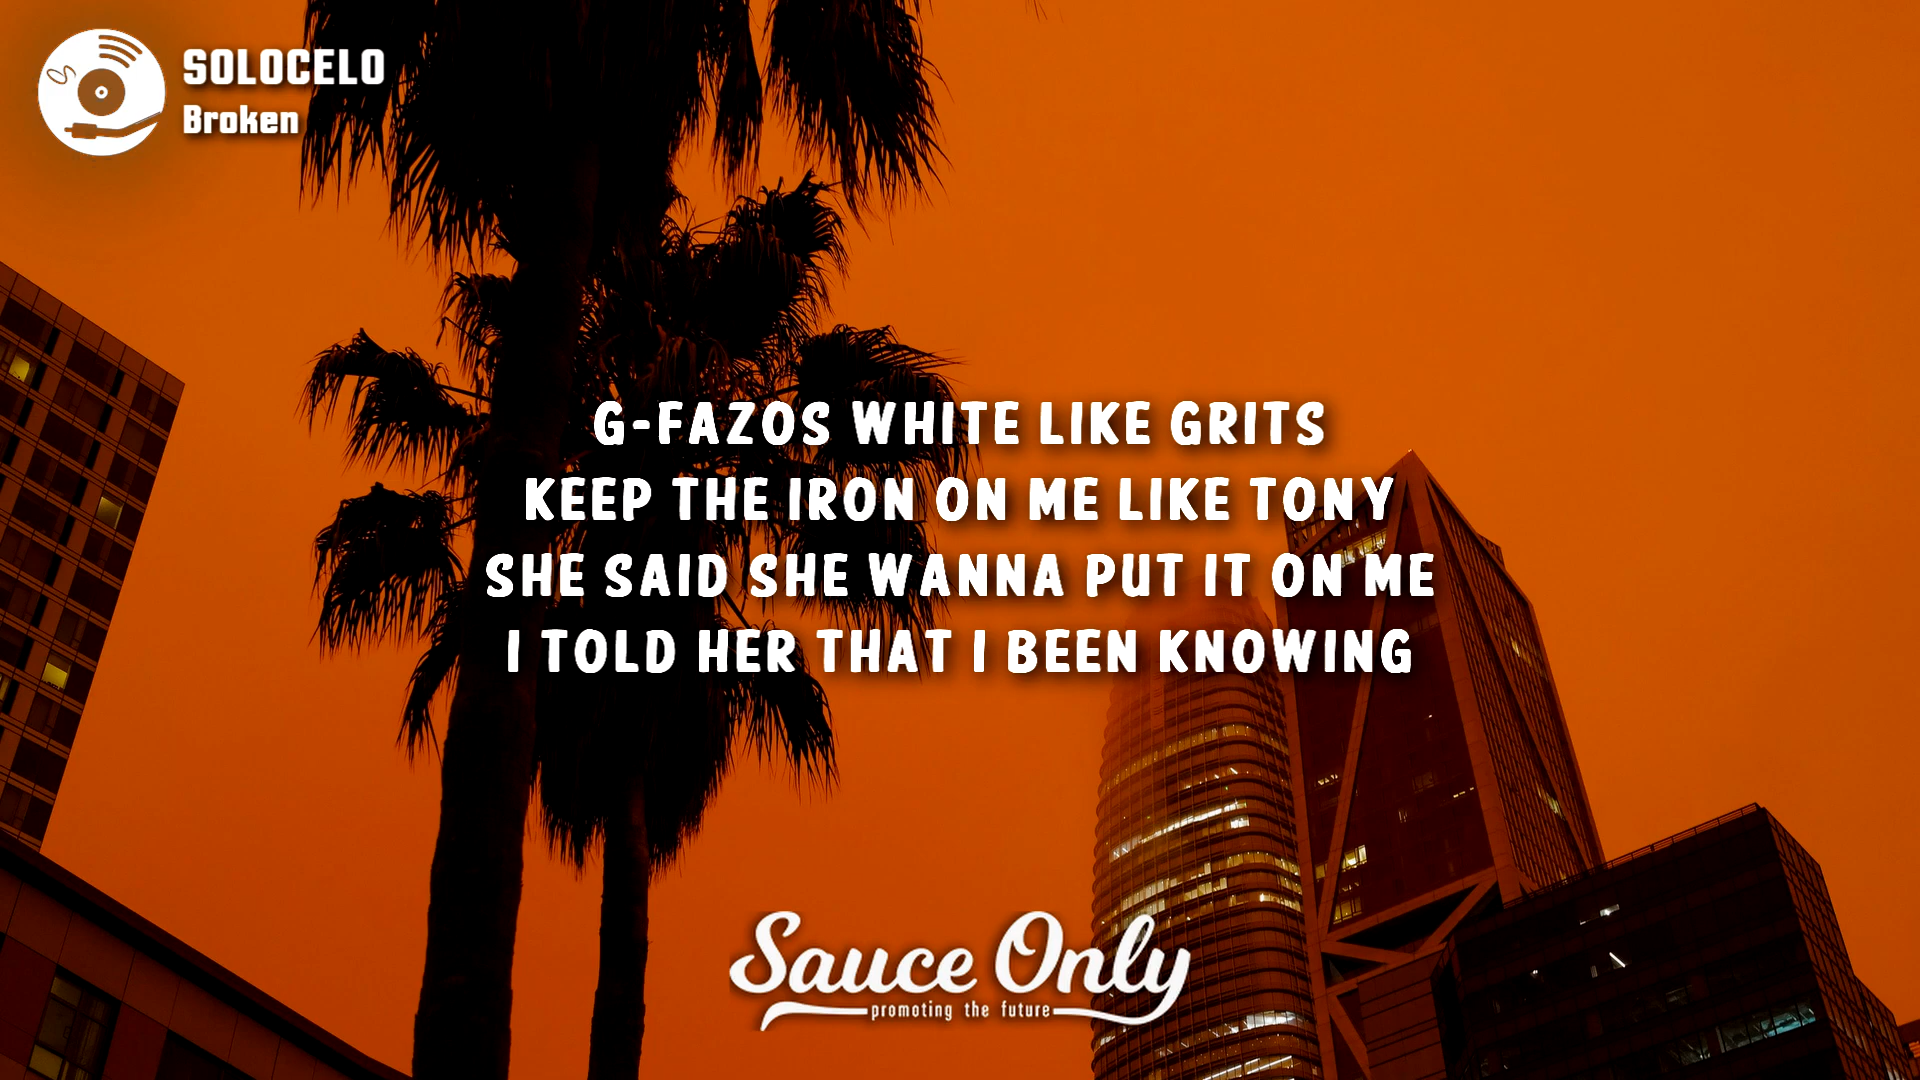 SOLOCELO
Broken
G-FAZOS WHITE LIKE GRITS
KEEP THE IRON ON ME LIKE TONY
SHE SAID SHE WANNA PUT IT ON ME
I TOLD HER THAT I BEEN KNOWING
Sauce Only
promoting the future